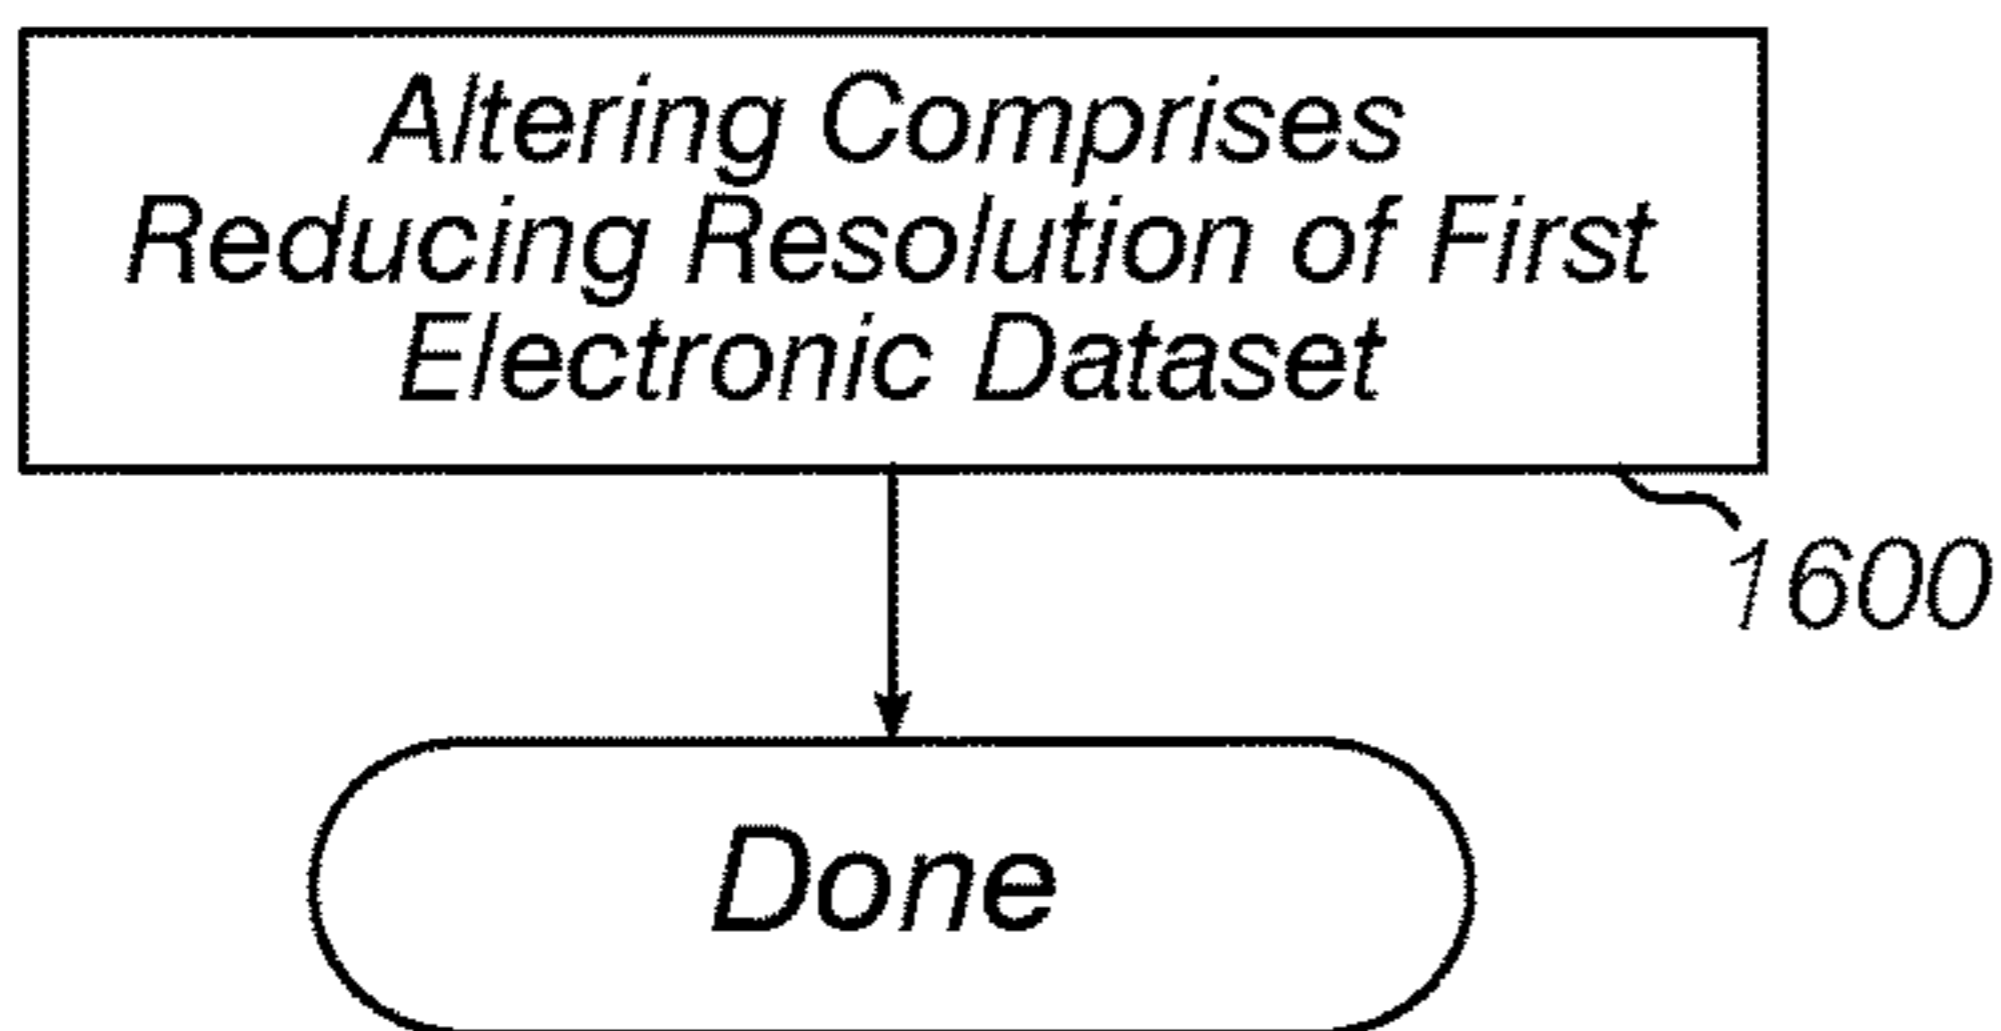 Altering Comprises
Reducing Resolution of First
Electronic Dataset
1600
Done